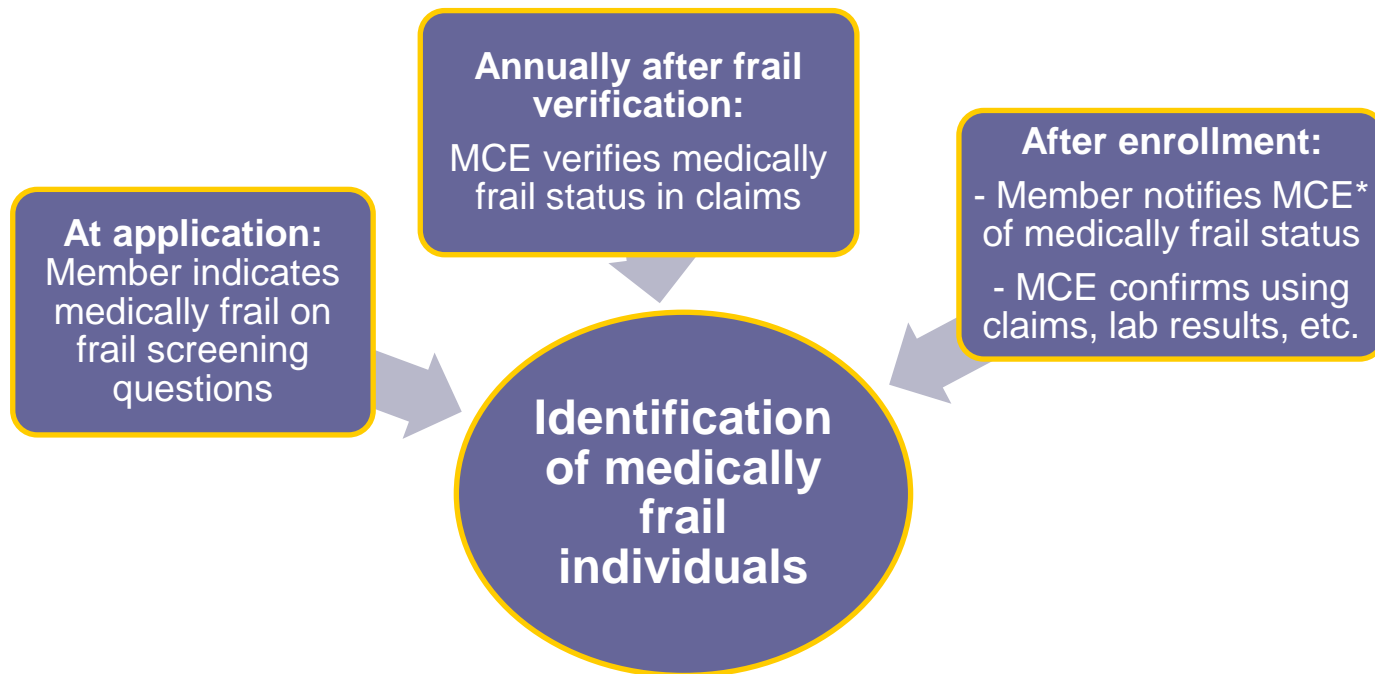 At application:
Member indicates
medically frail on
frail screening
questions
Annually after frail
verification:
MCE verifies medically
frail status in claims
After enrollment:
- Member notifies MCE*
of medically frail status
- MCE confirms using
claims, lab results, etc.
Identification
of medically
frail
individuals